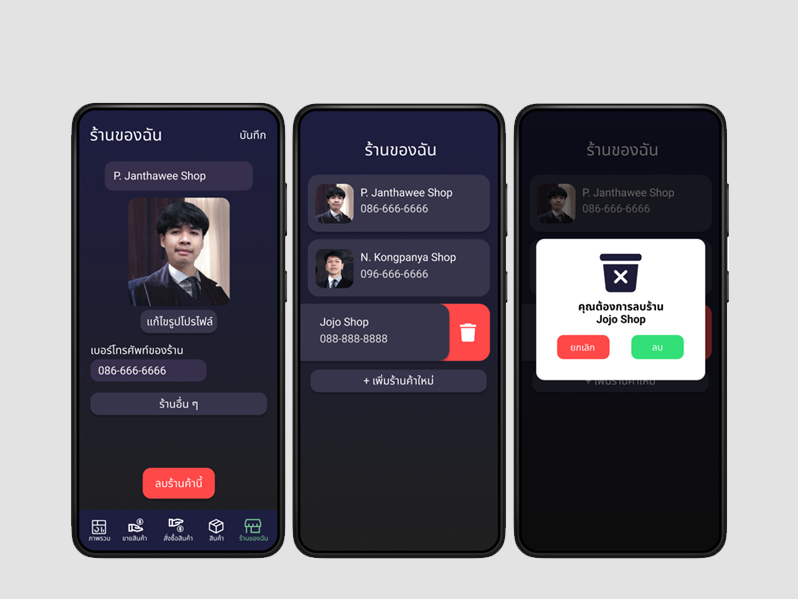 ร้านของฉัน
บันทึก
P. Janthawee Shop
แก้ไขรูปโปรไฟล์
เบอร์โทรศัพท์ของร้าน
086-666-6666
ร้านอื่น ๆ
ลบร้านค้านี้
ภาพรวม
ขายสินค้า
สั่งซื้อสินค้า
สินค้า
ร้านของฉัน
ร้านของฉัน
P. Janthawee Shop
086-666-6666
N. Kongpanya Shop
096-666-6666
Jojo Shop
088-888-8888
+ เพิ่มร้านค้าใหม่
ร้านของฉัน
P. Janthawee Shop
086-666-6666
คุณต้องการลบร้าน
Jojo Shop
ยกเลิก
ลบ
+ เพิ่มร้านค้าใหม่